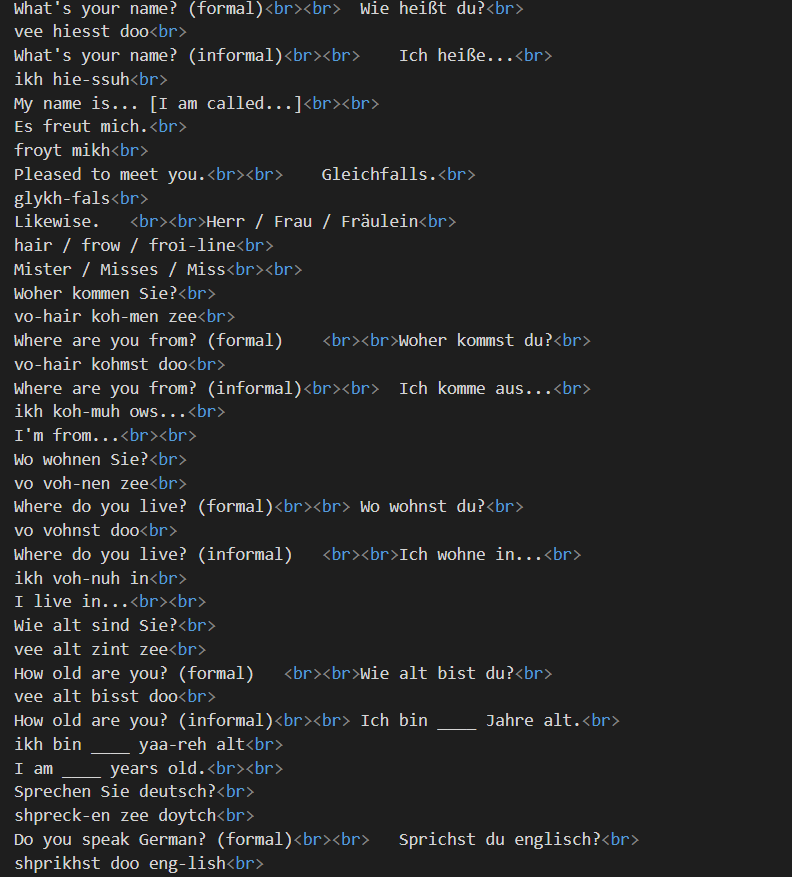 What's your name? (formal)<br><br>  Wie heißt du?<br>
vee hiesst doo<br>
What's your name? (informal)<br><br>    Ich heiße...<br>
ikh hie-ssuh<br>
My name is... [I am called...]<br><br>
Es freut mich.<br>
froyt mikh<br>
Pleased to meet you.<br><br>    Gleichfalls.<br>
glykh-fals<br>
Likewise.   <br><br>Herr / Frau / Fräulein<br>
hair / frow / froi-line<br>
Mister / Misses / Miss<br><br>
Woher kommen Sie?<br>
vo-hair koh-men zee<br>
Where are you from? (formal)    <br><br>Woher kommst du?<br>
vo-hair kohmst doo<br>
Where are you from? (informal)<br><br>  Ich komme aus...<br>
ikh koh-muh ows...<br>
I'm from...<br><br>
Wo wohnen Sie?<br>
vo voh-nen zee<br>
Where do you live? (formal)<br><br> Wo wohnst du?<br>
vo vohnst doo<br>
Where do you live? (informal)   <br><br>Ich wohne in...<br>
ikh voh-nuh in<br>
I live in...<br><br>
Wie alt sind Sie?<br>
vee alt zint zee<br>
How old are you? (formal)   <br><br>Wie alt bist du?<br>
vee alt bisst doo<br>
How old are you? (informal)<br><br> Ich bin ____ Jahre alt.<br>
ikh bin ____ yaa-reh alt<br>
I am ____ years old.<br><br>
Sprechen Sie deutsch?<br>
shpreck-en zee doytch<br>
Do you speak German? (formal)<br><br>   Sprichst du englisch?<br>
shprikhst doo eng-lish<br>